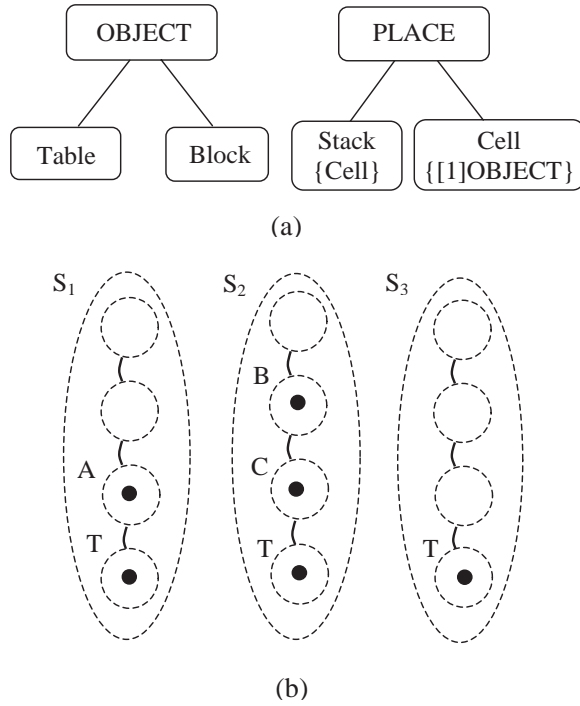 OBJECT
PLACE
Table
Block
Stack
{Cell}
Cell
{[1]OBJECT}
(a)
S₁
S₂
S₃
B
A
C
T
T
T
(b)